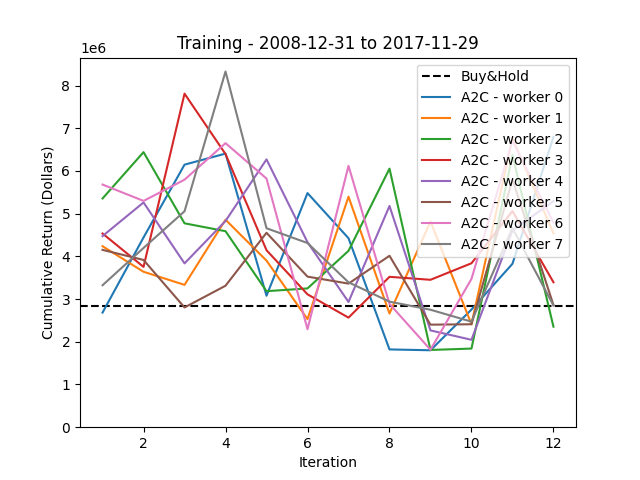 Training - 2008-12-31 to 2017-11-29
1e6
Cumulative Return (Dollars)
8
7
6
5
4
3
2
1
0
Buy&Hold
A2C - worker 0
A2C - worker 1
A2C - worker 2
A2C - worker 3
A2C - worker 4
A2C - worker 5
A2C - worker 6
A2C - worker 7
2
4
6
8
10
12
Iteration